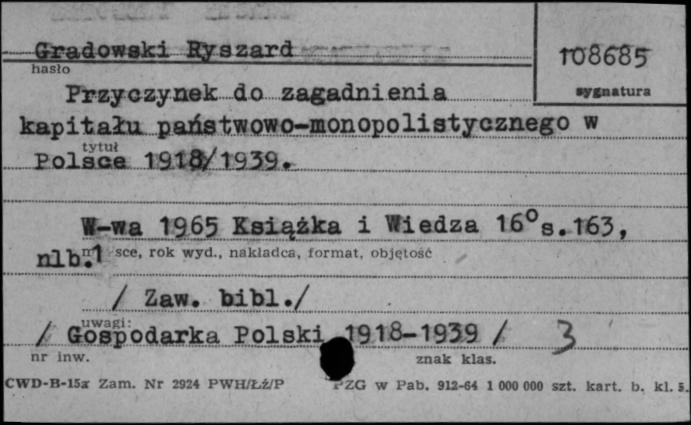 Gradowski Ryszard
108685
hasło
sygnatura
Przyczynek do zagadnienia
kapitału państwowo-monopolistycznego w
tytuł
Polsce 1918/1939.
W-wa 1965 Książka i Wiedza 16° s.163,
nlb.1 sce, rok wyd., nakładca, format, objętość
/ Zaw. bibl./
uwagi:
/ Gospodarka Polski 1918-1939 / 3
nr inw. znak klas.
CWD-B-15a Zam. Nr 2924 PWH/Łż/P PZG w Pab. 912-64 1 000 000 szt. kart. b. kl. 5.